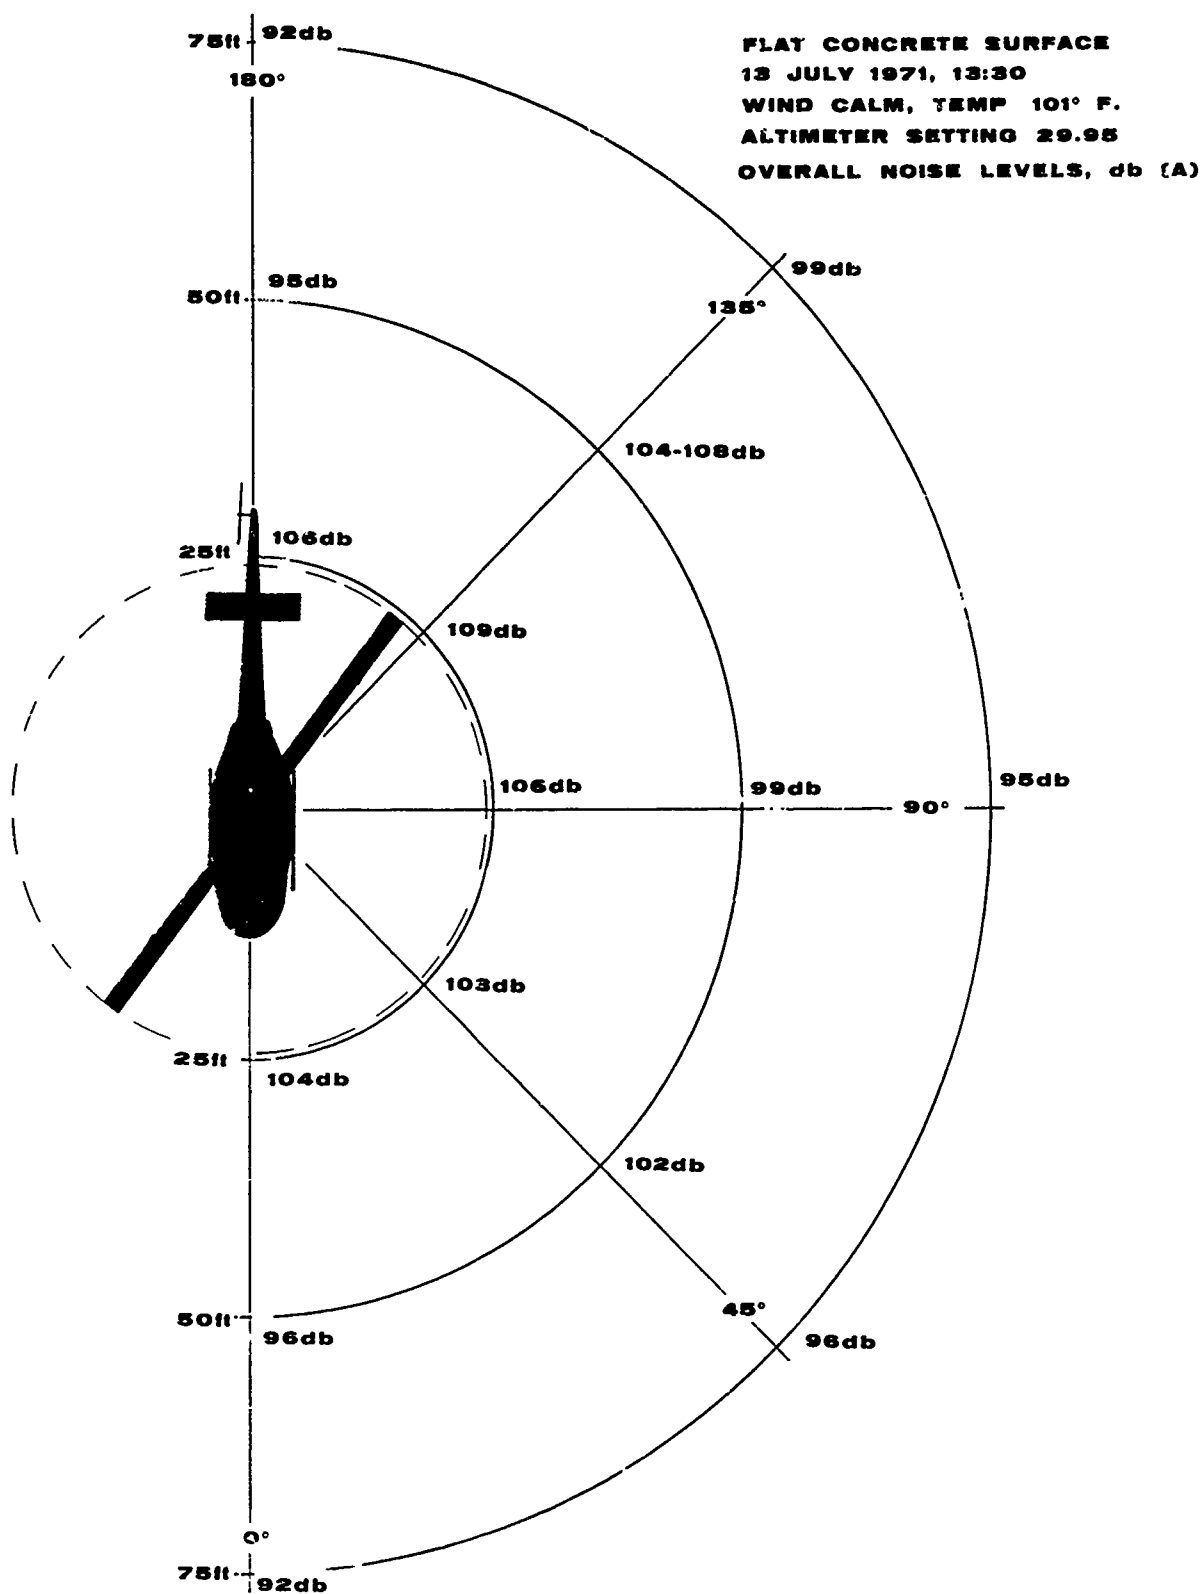 75ft
92db
180°
FLAT CONCRETE SURFACE
13 JULY 1971, 13:30
WIND CALM, TEMP 101° F.
ALTIMETER SETTING 29.95
OVERALL NOISE LEVELS, db (A)
99db
135°
50ft
95db
104-108db
25ft
106db
109db
106db
99db
95db
90°
103db
25ft
104db
102db
45°
50ft
96db
96db
0°
75ft
92db